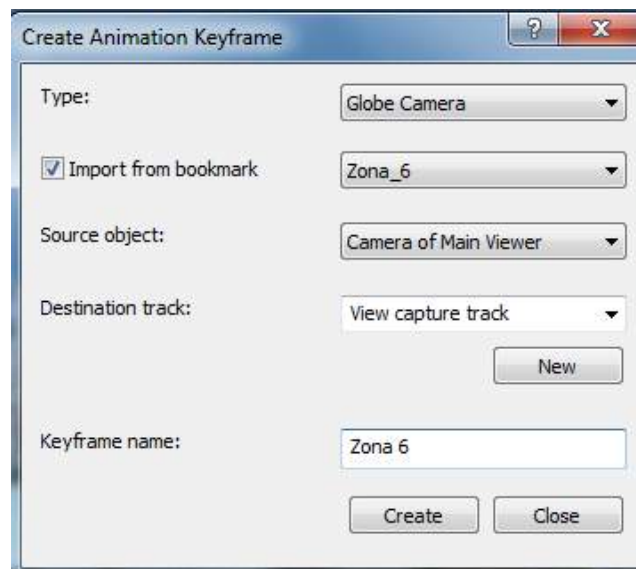 Create Animation Keyframe
Type:
Globe Camera
Import from bookmark
Zona_6
Source object:
Camera of Main Viewer
Destination track:
View capture track
New
Keyframe name:
Zona 6
Create
Close